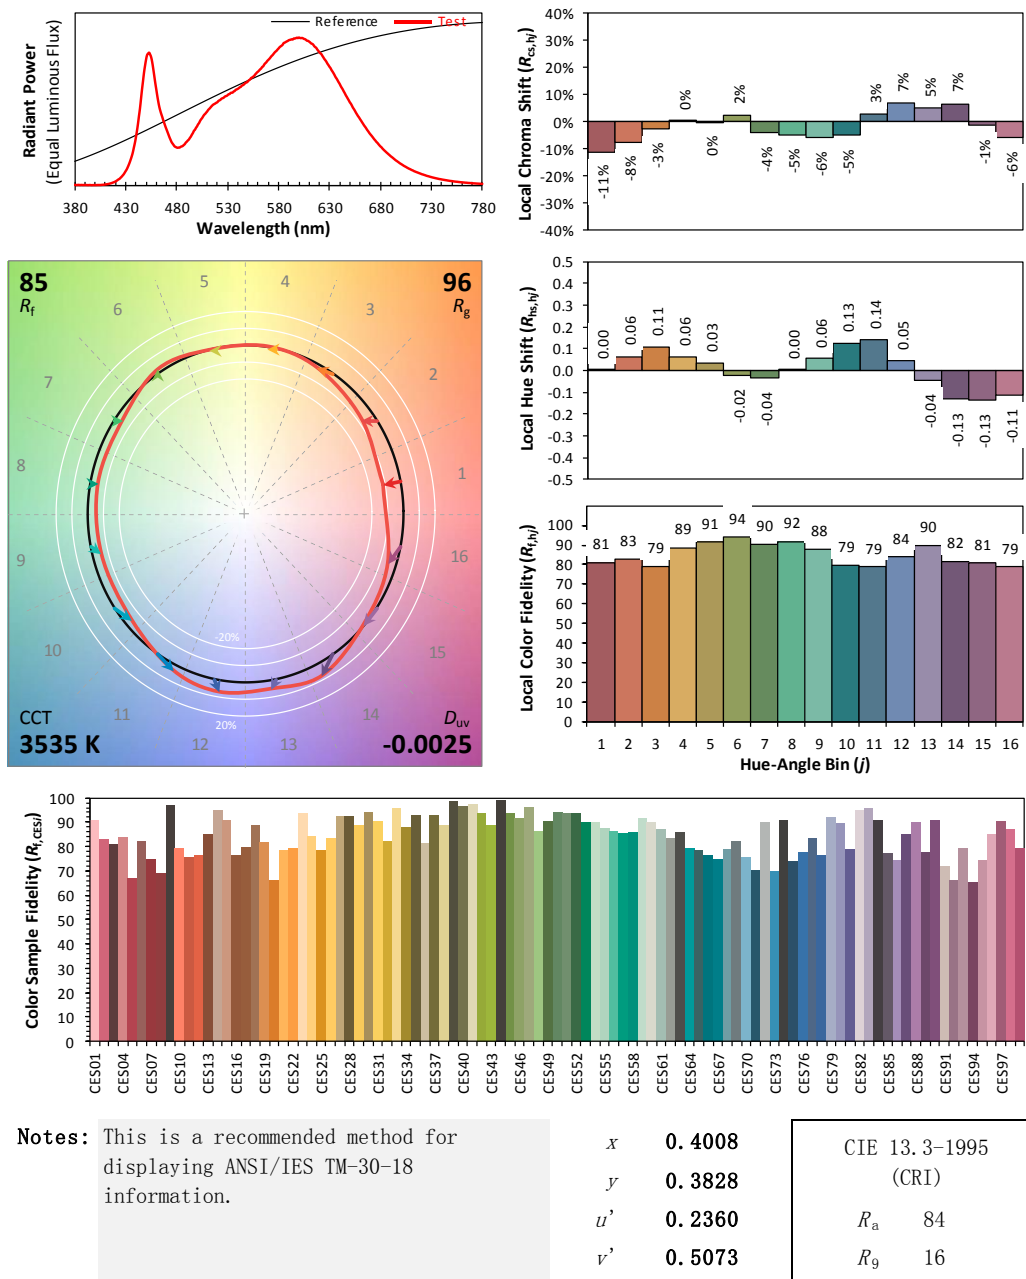 Radiant Power
(Equal Luminous Flux)
Reference
Test
380 430 480 530 580 630 680 730 780
Wavelength (nm)
Local Chroma Shift (Rcs,hj)
40%
30%
20%
10%
0%
-10%
-20%
-30%
-40%
-11% -8% -3% 0% 0% 2% -4% -5% -6% -5% 3% 7% 5% 7% -1% -6%
85
Rf
96
Rg
1
2
3
4
5
6
7
8
9
10
11
12
13
14
15
16
-20%
20%
CCT
3535 K
Duv
-0.0025
Local Hue Shift (Rhs,hj)
0.5
0.4
0.3
0.2
0.1
0.0
-0.1
-0.2
-0.3
-0.4
-0.5
0.00 0.06 0.11 0.06 0.03 -0.02 -0.04 0.00 0.06 0.13 0.14 0.05 -0.04 -0.13 -0.13 -0.11
Local Color Fidelity (Rf,hj)
100
90
80
70
60
50
40
30
20
10
0
81 83 79 89 91 94 90 92 88 79 79 84 90 82 81 79
1 2 3 4 5 6 7 8 9 10 11 12 13 14 15 16
Hue-Angle Bin (j)
Color Sample Fidelity (Rf,CESi)
100
90
80
70
60
50
40
30
20
10
0
CES01 CES04 CES07 CES10 CES13 CES16 CES19 CES22 CES25 CES28 CES31 CES34 CES37 CES40 CES43 CES46 CES49 CES52 CES55 CES58 CES61 CES64 CES67 CES70 CES73 CES76 CES79 CES82 CES85 CES88 CES91 CES94 CES97
Notes: This is a recommended method for
displaying ANSI/IES TM-30-18
information.
x 0.4008
y 0.3828
u' 0.2360
v' 0.5073
CIE 13.3-1995
(CRI)
Ra 84
R9 16